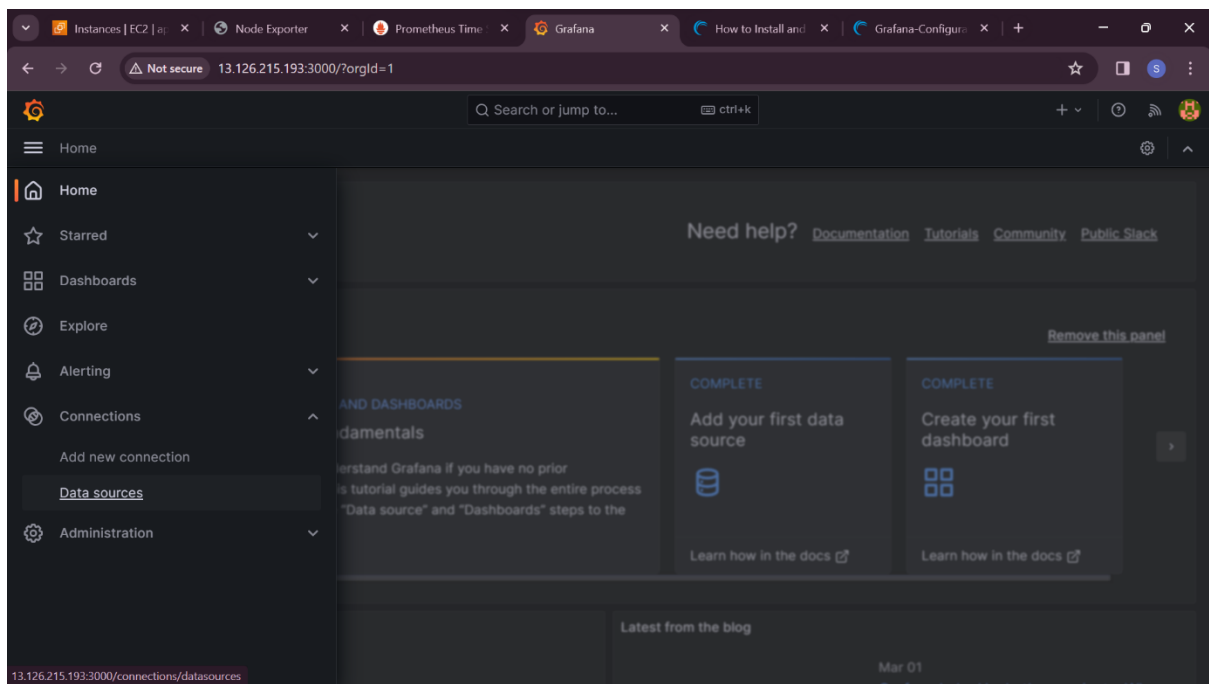 Instances | EC2 | ap
Node Exporter
Prometheus Time
Grafana
How to Install and
Grafana-Configura
Not secure
13.126.215.193:3000/?orgId=1
S
Search or jump to...
ctrl+k
Home
Home
Starred
Dashboards
Explore
Alerting
Connections
Add new connection
Data sources
Administration
Need help? Documentation Tutorials Community Public Slack
Remove this panel
AND DASHBOARDS
damentals
erstand Grafana if you have no prior
is tutorial guides you through the entire process
"Data source" and "Dashboards" steps to the
COMPLETE
Add your first data
source
Learn how in the docs
COMPLETE
Create your first
dashboard
Learn how in the docs
Latest from the blog
Mar 01
13.126.215.193:3000/connections/datasources